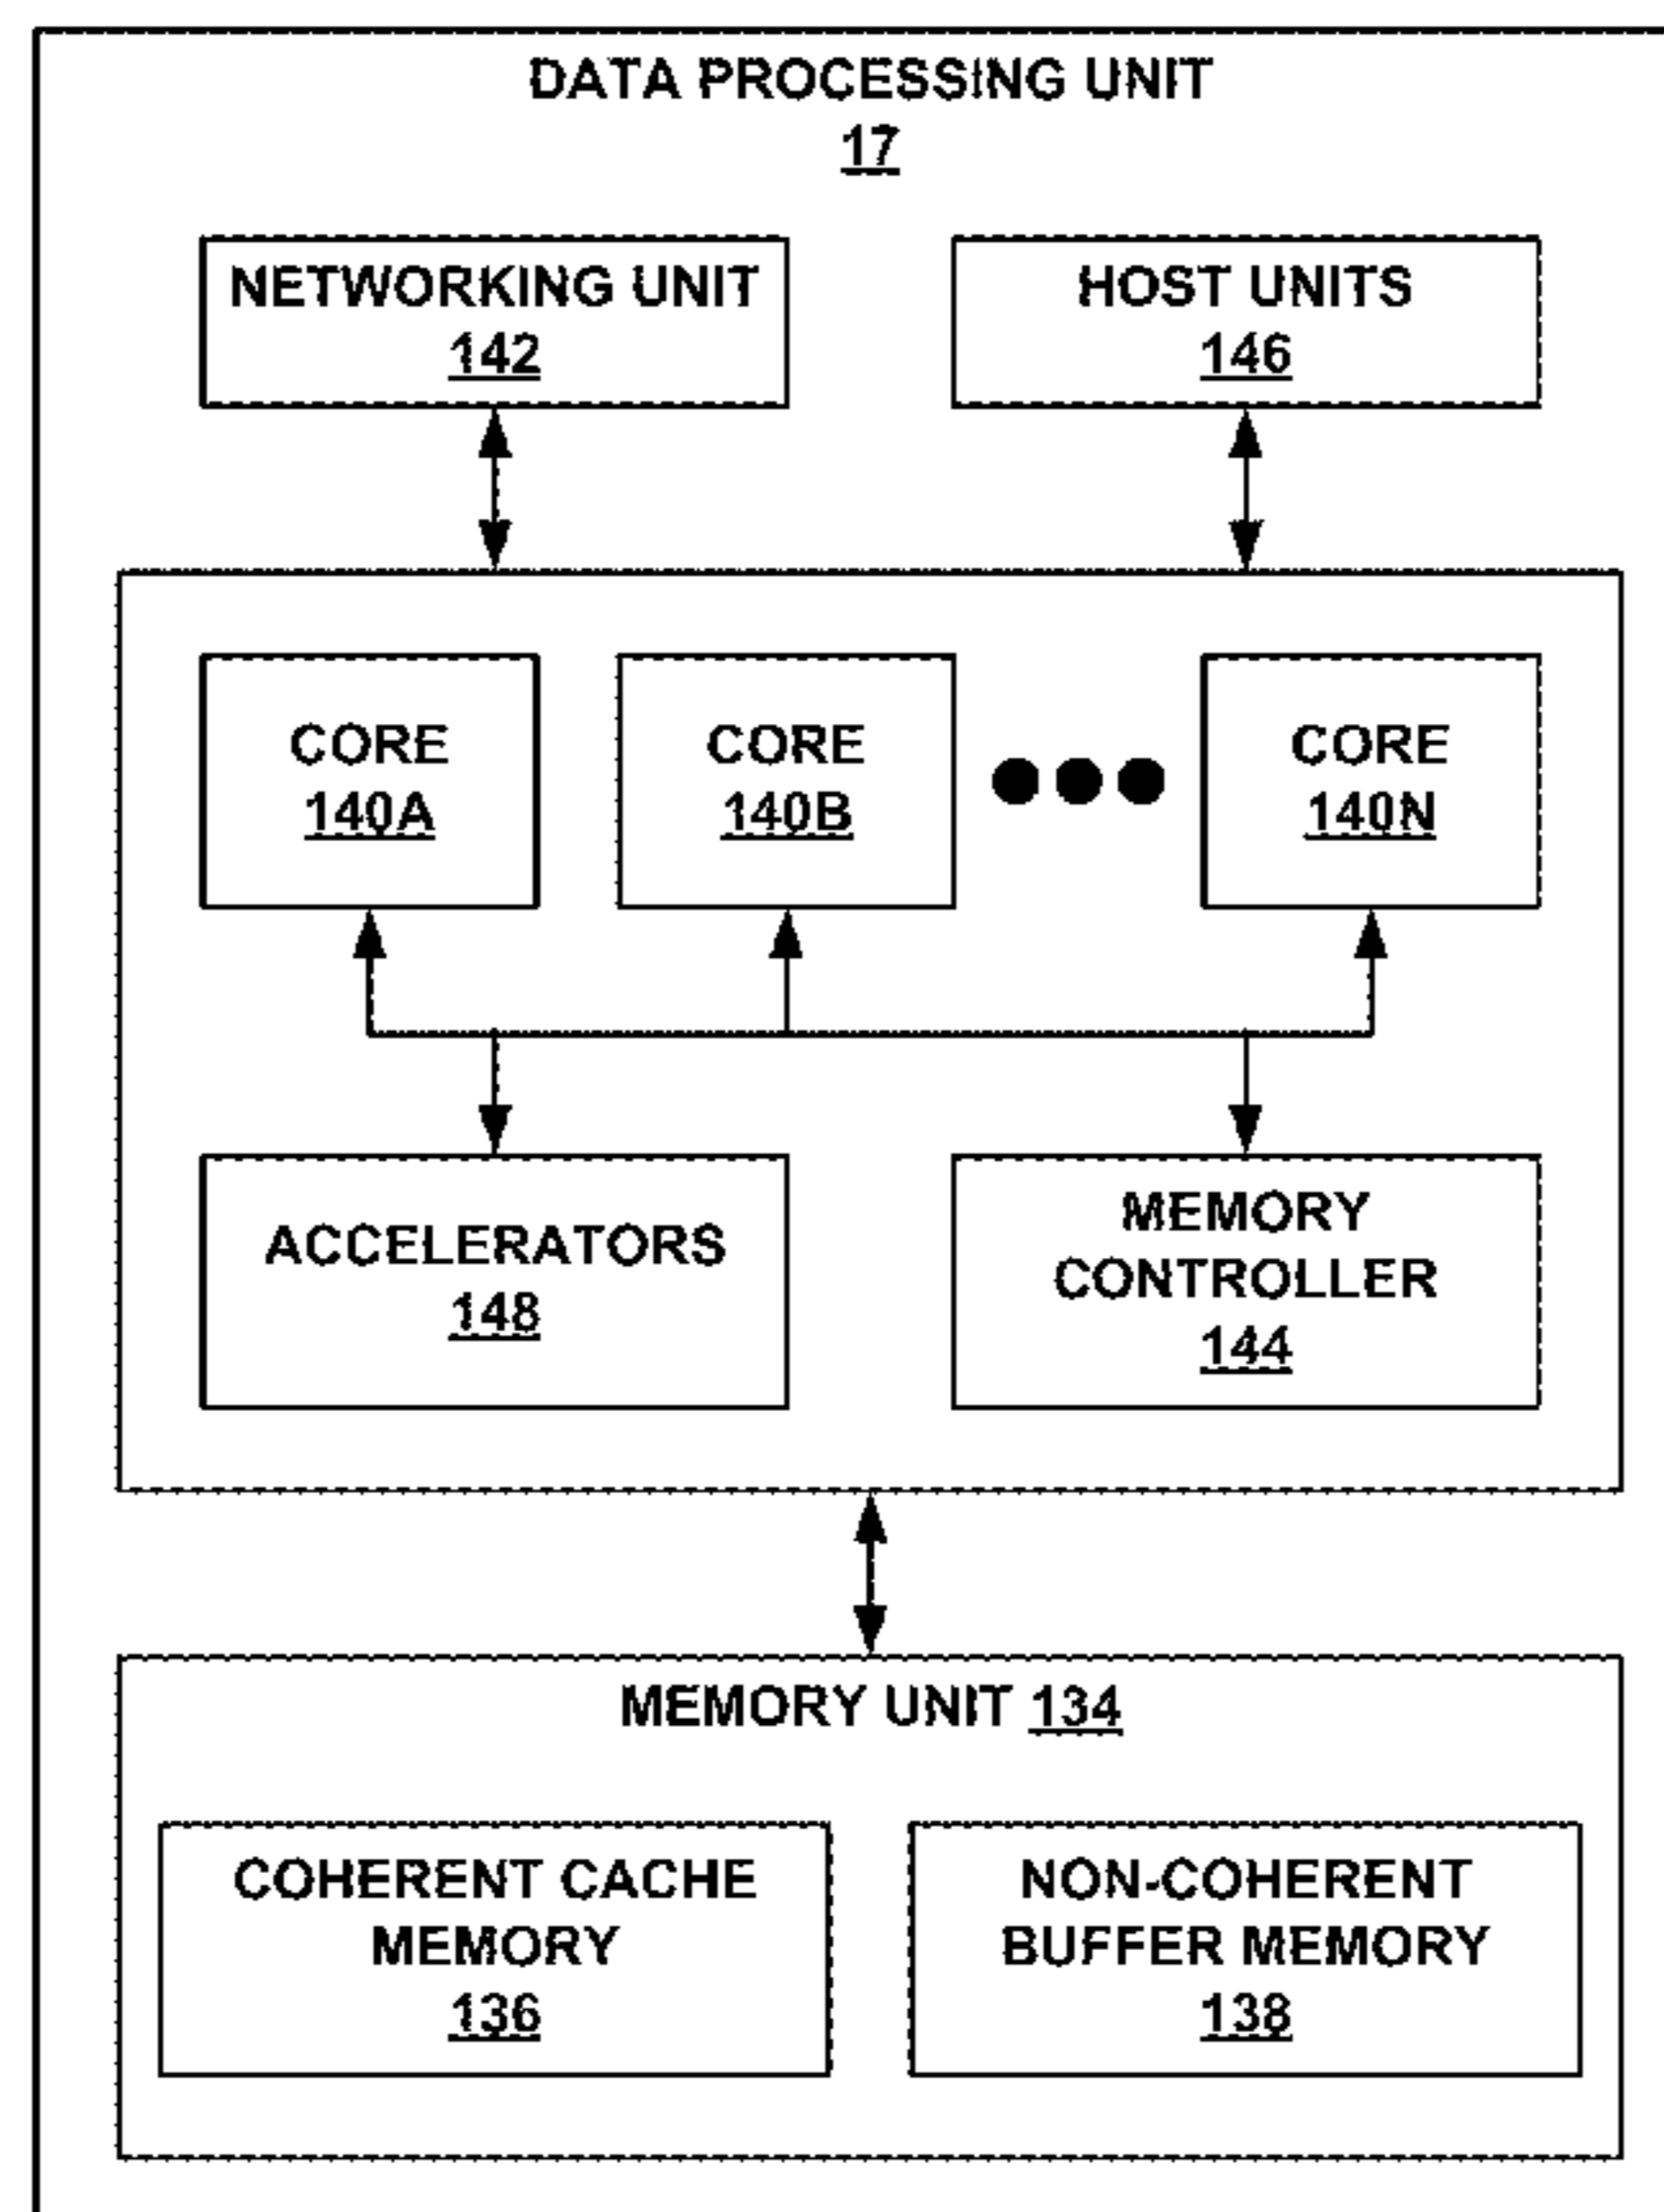 DATA PROCESSING UNIT
17
NETWORKING UNIT
142
HOST UNITS
146
CORE
140A
CORE
140B
CORE
140N
ACCELERATORS
148
MEMORY
CONTROLLER
144
MEMORY UNIT 134
COHERENT CACHE
MEMORY
136
NON-COHERENT
BUFFER MEMORY
138